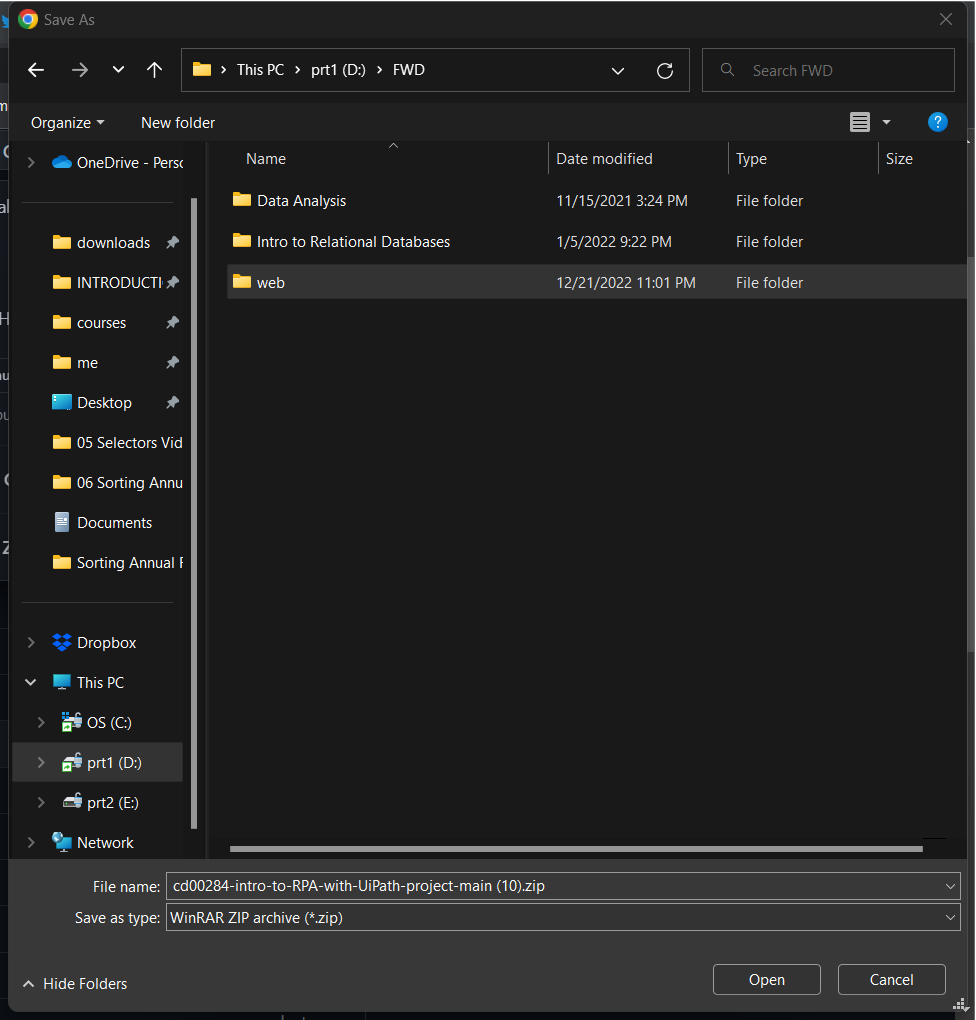 Save As
This PC > prt1 (D:) > FWD
Search FWD
Organize
New folder
?
Name
Date modified
Type
Size
OneDrive - Perso
downloads
INTRODUCTI
courses
me
Desktop
05 Selectors Vid
06 Sorting Annu
Documents
Sorting Annual F
Dropbox
This PC
OS (C:)
prt1 (D:)
prt2 (E:)
Network
Data Analysis 11/15/2021 3:24 PM File folder
Intro to Relational Databases 1/5/2022 9:22 PM File folder
web 12/21/2022 11:01 PM File folder
File name: cd00284-intro-to-RPA-with-UiPath-project-main (10).zip
Save as type: WinRAR ZIP archive (*.zip)
Hide Folders
Open
Cancel